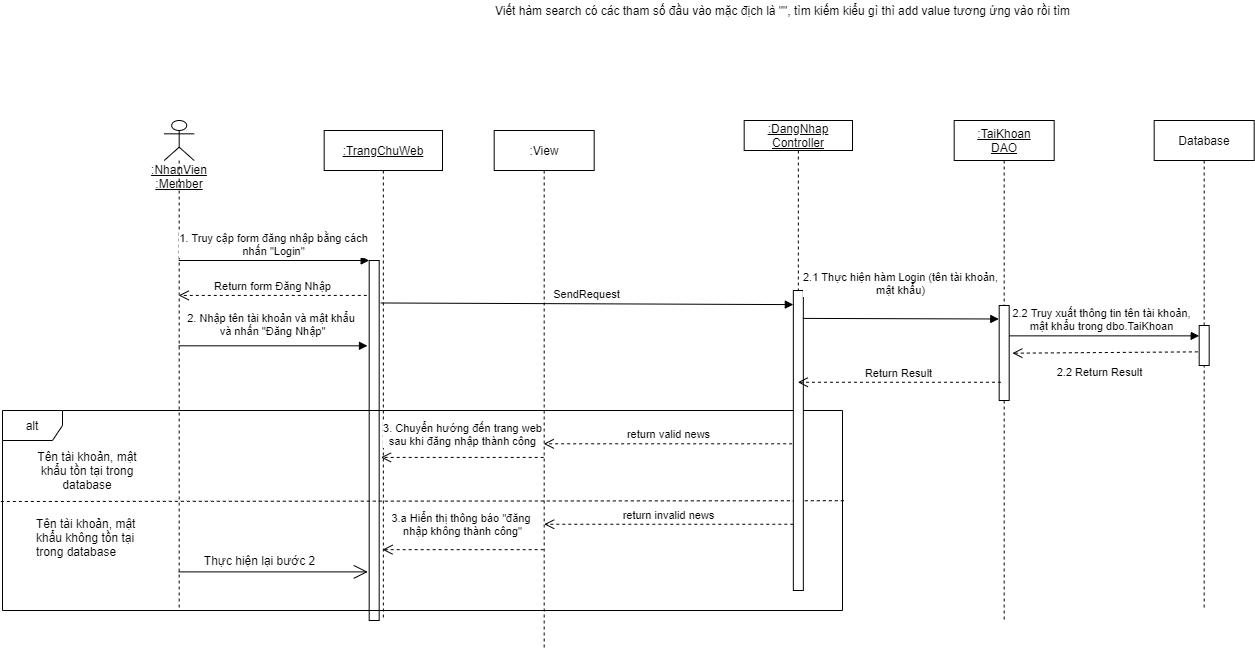 Viết hàm search có các tham số đầu vào mặc địch là "", tìm kiếm kiểu gì thì add value tương ứng vào rồi tìm
:NhanVien
:Member
:TrangChuWeb
:View
:DangNhap
Controller
:TaiKhoan
DAO
Database
1. Truy cập form đăng nhập bằng cách
nhấn "Login"
Return form Đăng Nhập
2. Nhập tên tài khoản và mật khẩu
và nhấn "Đăng Nhập"
SendRequest
2.1 Thực hiện hàm Login (tên tài khoản,
mật khẩu)
2.2 Truy xuất thông tin tên tài khoản,
mật khẩu trong dbo.TaiKhoan
2.2 Return Result
Return Result
alt
Tên tài khoản, mật
khẩu tồn tại trong
database
3. Chuyển hướng đến trang web
sau khi đăng nhập thành công
return valid news
Tên tài khoản, mật
khẩu không tồn tại
trong database
3.a Hiển thị thông báo "đăng
nhập không thành công"
return invalid news
Thực hiện lại bước 2